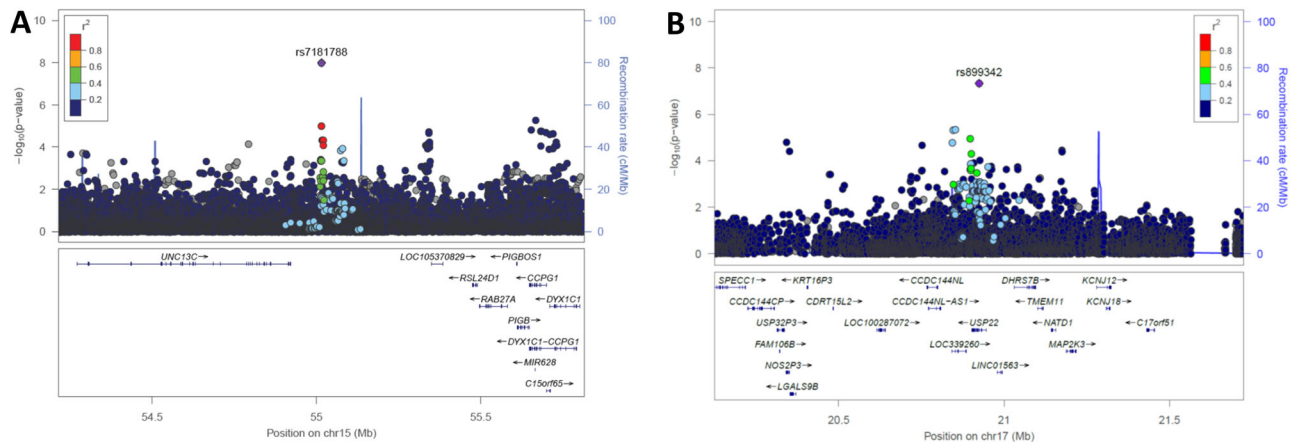 A
r²
0.8
0.6
0.4
0.2
rs7181788
10
8
6
4
2
0
−log₁₀(p−value)
100
80
60
40
20
0
Recombination rate (cM/Mb)
UNC13C→
LOC105370829→
←PIGBOS1
←RSL24D1
CCPG1→
←RAB27A
←DYX1C1
PIGB→
←DYX1C1−CCPG1
←MIR628
C15orf65→
54.5
55
55.5
Position on chr15 (Mb)
B
r²
0.8
0.6
0.4
0.2
rs899342
10
8
6
4
2
0
−log₁₀(p−value)
100
80
60
40
20
0
Recombination rate (cM/Mb)
SPECC1→
←KRT16P3
←CCDC144NL
DHRS7B→
KCNJ12→
CCDC144CP→
CDRT15L2→
CCDC144NL−AS1→
←TMEM11
KCNJ18→
USP32P3→
LOC100287072→
←USP22
←NATD1
C17orf51→
FAM106B→
LOC339260→
MAP2K3→
NOS2P3→
LINC01563→
←LGALS9B
20.5
21
21.5
Position on chr17 (Mb)